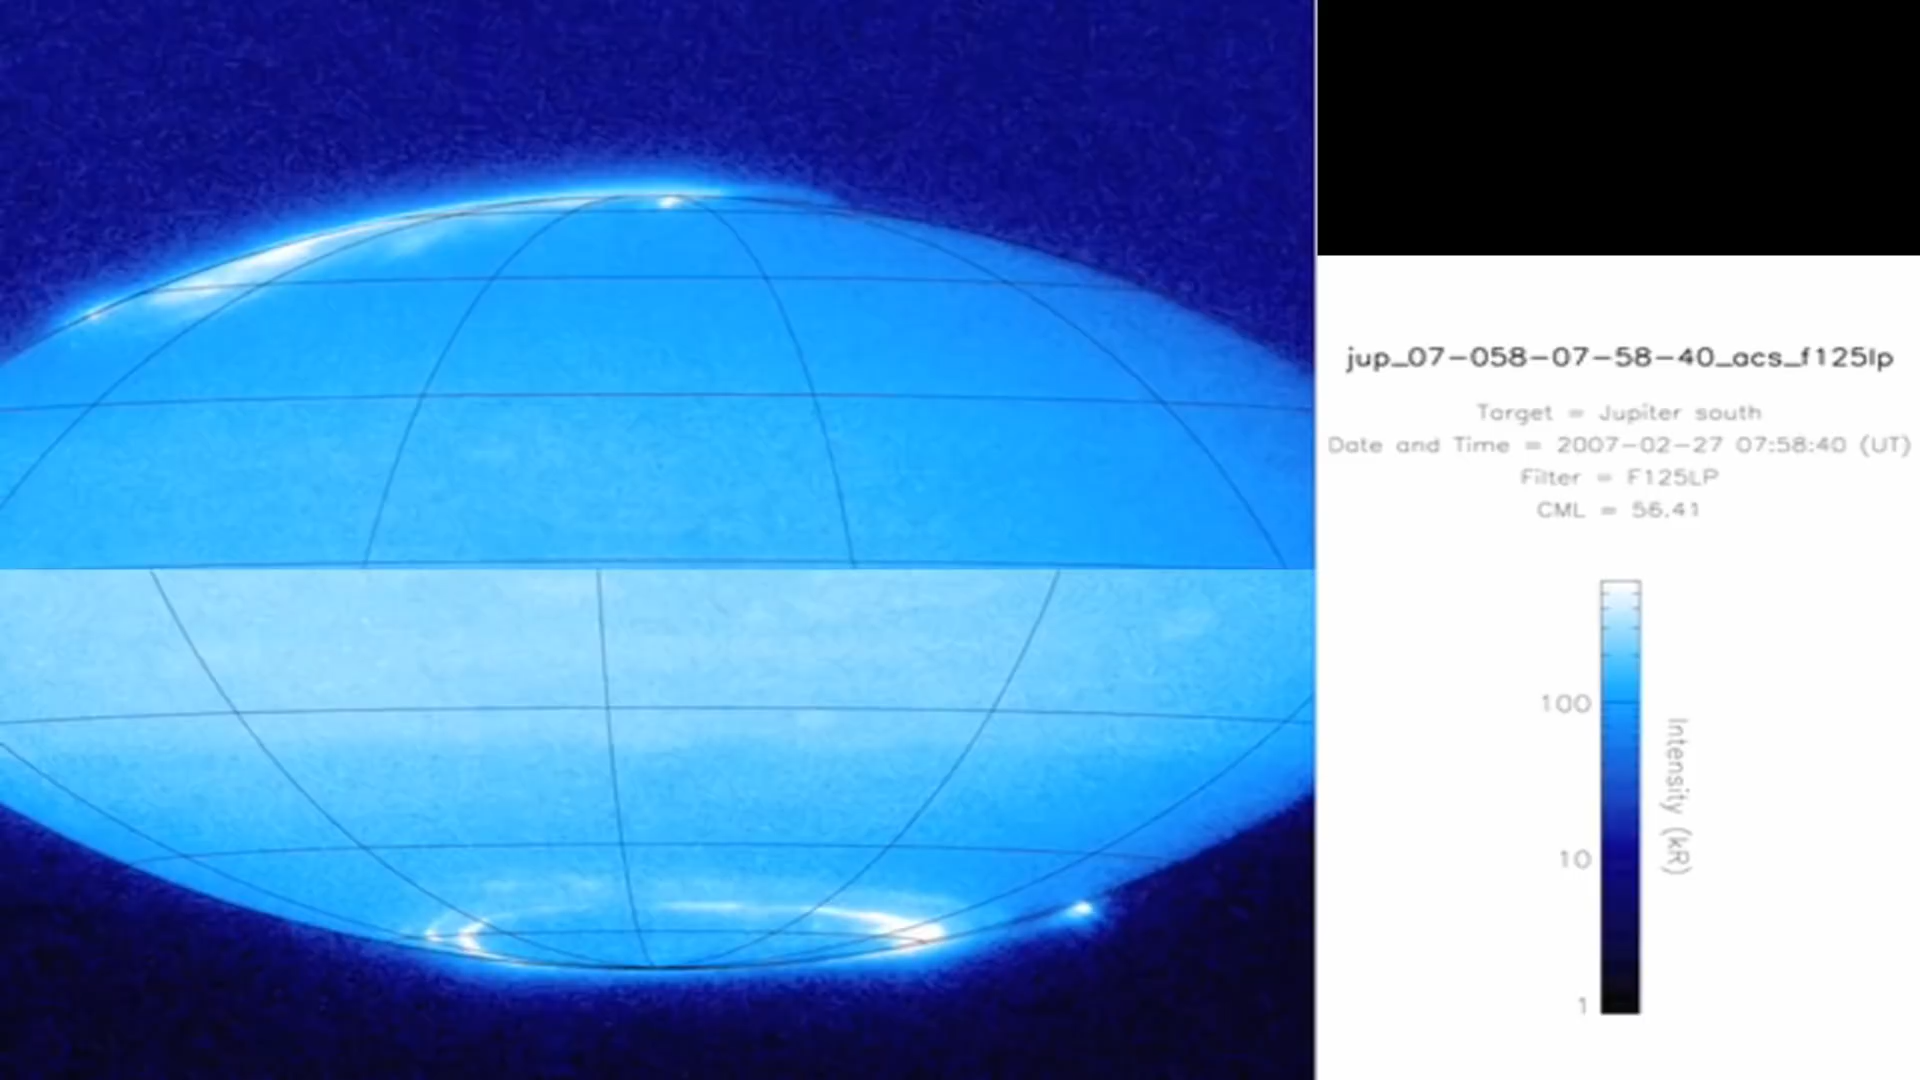 jup_07-058-07-58-40_acs_f125lp
Target = Jupiter south
Date and Time = 2007-02-27 07:58:40 (UT)
Filter = F125LP
CML = 56.41
100
10
1
Intensity (kR)